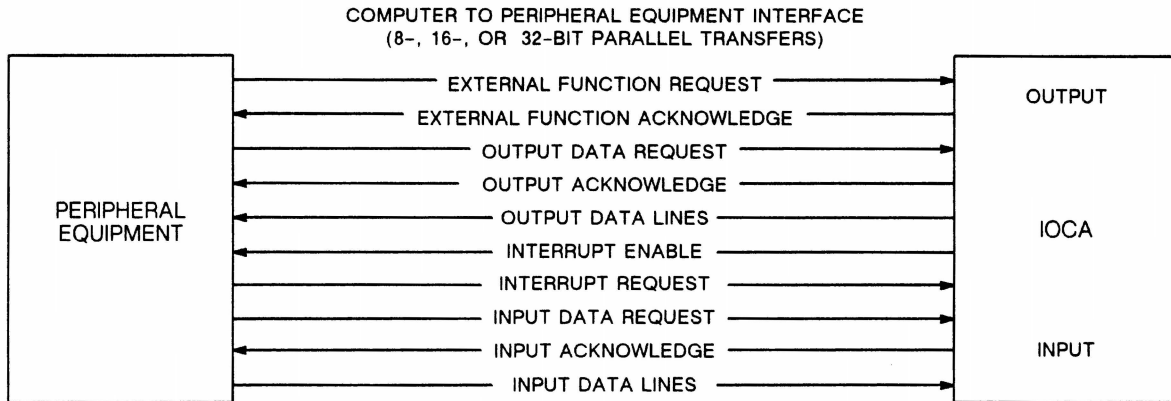 COMPUTER TO PERIPHERAL EQUIPMENT INTERFACE
(8-, 16-, OR 32-BIT PARALLEL TRANSFERS)
EXTERNAL FUNCTION REQUEST
OUTPUT
EXTERNAL FUNCTION ACKNOWLEDGE
OUTPUT DATA REQUEST
OUTPUT ACKNOWLEDGE
PERIPHERAL
EQUIPMENT
OUTPUT DATA LINES
IOCA
INTERRUPT ENABLE
INTERRUPT REQUEST
INPUT DATA REQUEST
INPUT ACKNOWLEDGE
INPUT
INPUT DATA LINES